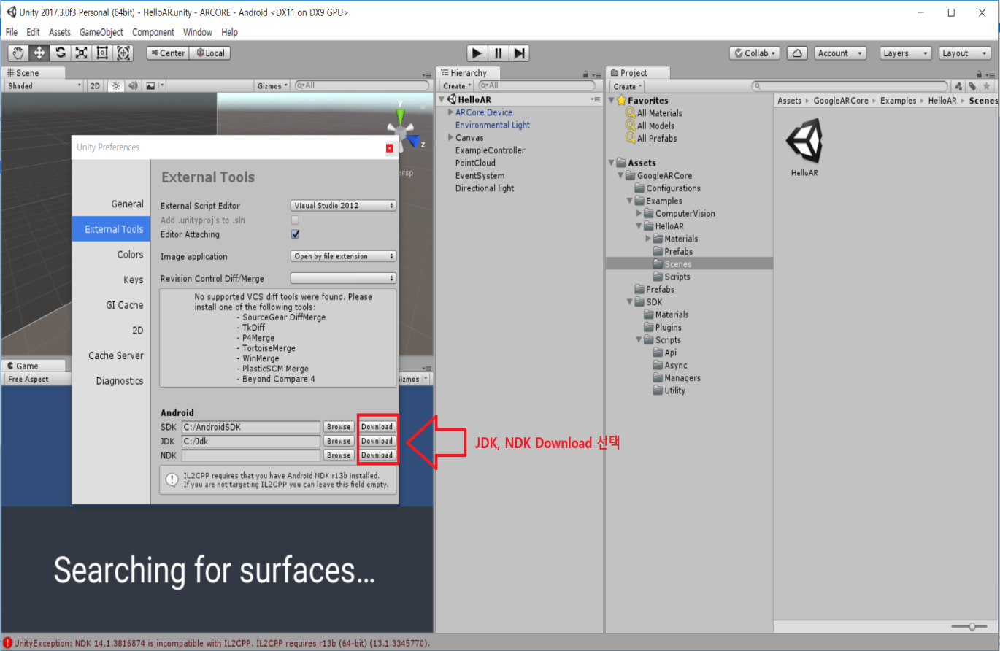 Unity 2017.3.0f3 Personal (64bit) - HelloAR.unity - ARCORE - Android <DX11 on DX9 GPU>
File Edit Assets GameObject Component Window Help
Center Local
Collab Account Layers Layout
Scene
Shaded 2D Gizmos All
Persp
y
z
Unity Preferences
General
External Tools
Colors
Keys
GI Cache
2D
Cache Server
Diagnostics
External Tools
External Script Editor Visual Studio 2012
Add .unityproj's to .sln
Editor Attaching
Image application Open by file extension
Revision Control Diff/Merge
No supported VCS diff tools were found. Please
install one of the following tools:
- SourceGear DiffMerge
- TkDiff
- P4Merge
- TortoiseMerge
- WinMerge
- PlasticSCM Merge
- Beyond Compare 4
Android
SDK C:/AndroidSDK Browse Download
JDK C:/Jdk Browse Download
NDK Browse Download
IL2CPP requires that you have Android NDK r13b installed.
If you are not targeting IL2CPP you can leave this field empty.
JDK, NDK Download 선택
Game
Free Aspect Gizmos
Searching for surfaces...
Hierarchy
Create All
HelloAR
ARCore Device
Environmental Light
Canvas
ExampleController
PointCloud
EventSystem
Directional light
Project
Create
Favorites
All Materials
All Models
All Prefabs
Assets
GoogleARCore
Configurations
Examples
ComputerVision
HelloAR
Materials
Prefabs
Scenes
Scripts
Prefabs
SDK
Materials
Plugins
Scripts
Api
Async
Managers
Utility
Assets GoogleARCore Examples HelloAR Scenes
HelloAR
UnityException: NDK 14.1.3816874 is incompatible with IL2CPP. IL2CPP requires r13b (64-bit) (13.1.3345770).